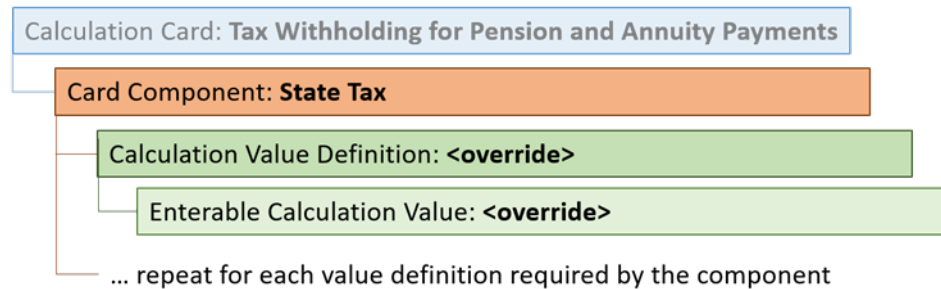 Calculation Card: Tax Withholding for Pension and Annuity Payments
Card Component: State Tax
Calculation Value Definition: <override>
Enterable Calculation Value: <override>
... repeat for each value definition required by the component